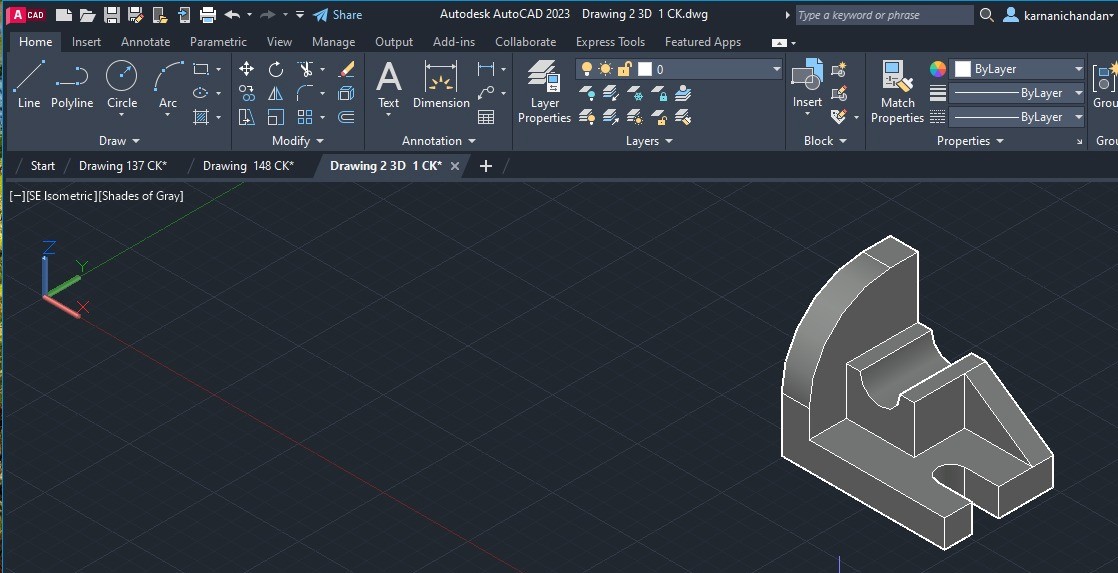 A CAD Share Autodesk AutoCAD 2023 Drawing 2 3D 1 CK.dwg Type a keyword or phrase karnanichandan
Home Insert Annotate Parametric View Manage Output Add-ins Collaborate Express Tools Featured Apps
0 ByLayer
Line Polyline Circle Arc A Text Dimension Layer Properties Insert Match Properties ByLayer Grou
ByLayer
Draw Modify Annotation Layers Block Properties Grou
Start Drawing 137 CK* Drawing 148 CK* Drawing 2 3D 1 CK*
[−][SE Isometric][Shades of Gray]
Z
Y
X